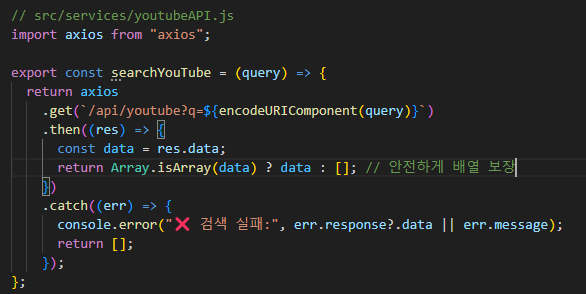 // src/services/youtubeAPI.js
import axios from "axios";

export const searchYouTube = (query) => {
  return axios
    .get(`/api/youtube?q=${encodeURIComponent(query)}`)
    .then((res) => {
      const data = res.data;
      return Array.isArray(data) ? data : []; // 안전하게 배열 보장
    })
    .catch((err) => {
      console.error("❌ 검색 실패:", err.response?.data || err.message);
      return [];
    });
};